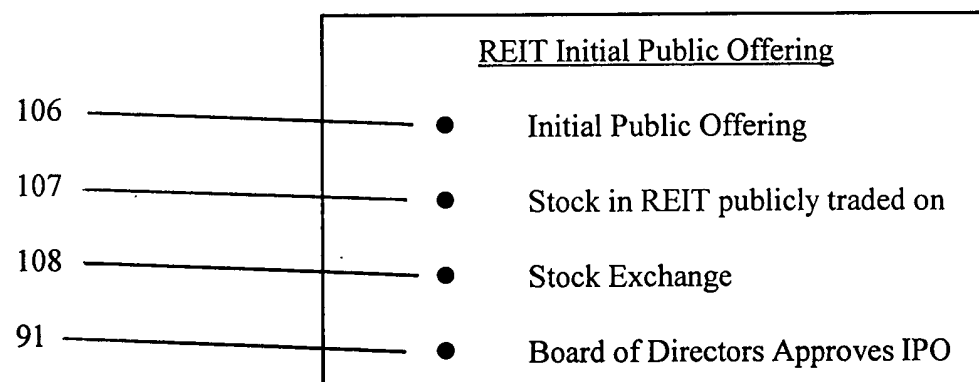 REIT Initial Public Offering
106 ● Initial Public Offering
107 ● Stock in REIT publicly traded on
108 ● Stock Exchange
91 ● Board of Directors Approves IPO